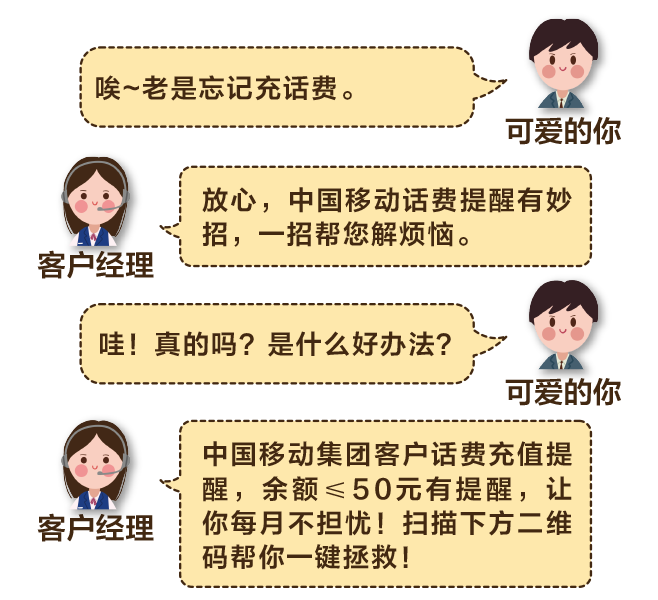 唉~老是忘记充话费。
可爱的你
放心，中国移动话费提醒有妙
招，一招帮您解烦恼。
客户经理
哇！真的吗？是什么好办法？
可爱的你
中国移动集团客户话费充值提
醒，余额≤50元有提醒，让
你每月不担忧！扫描下方二维
码帮你一键拯救！
客户经理